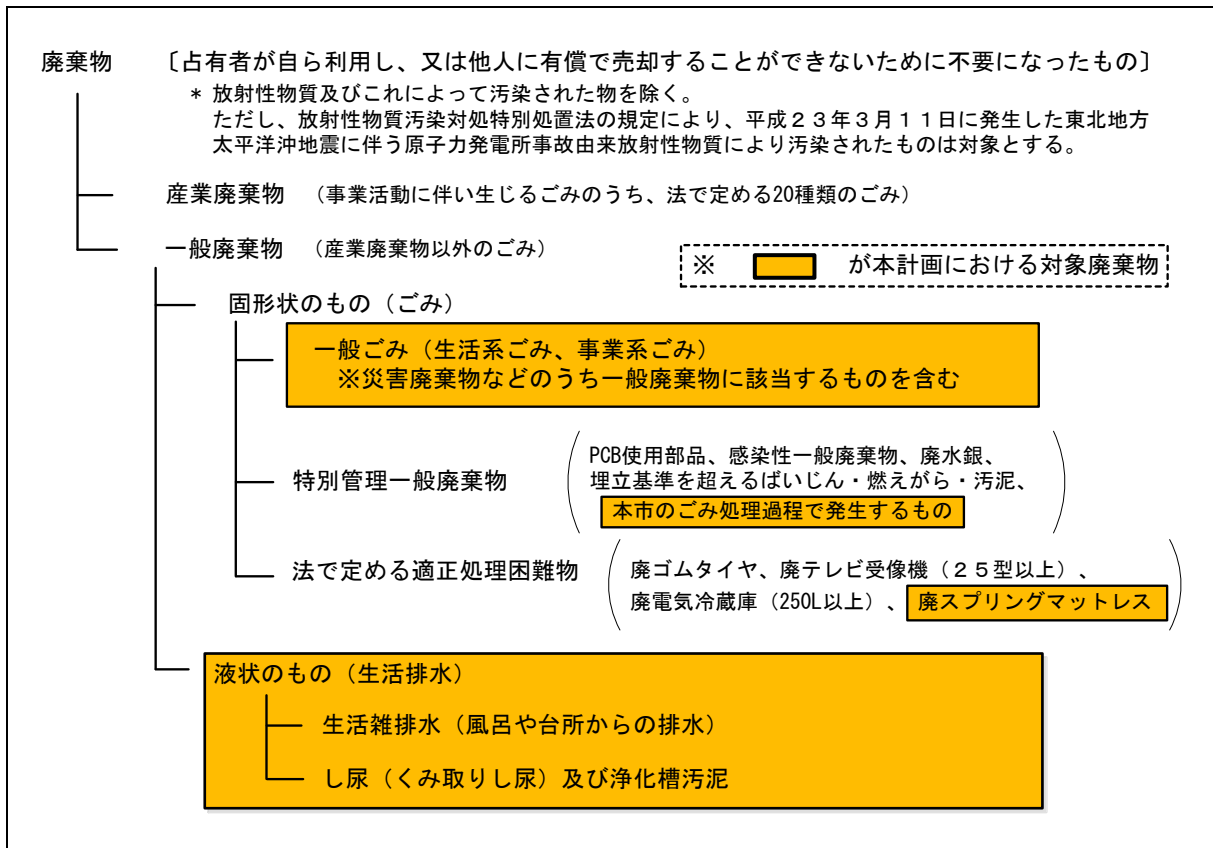 廃棄物　〔占有者が自ら利用し、又は他人に有償で売却することができないために不要になったもの〕
* 放射性物質及びこれによって汚染された物を除く。
ただし、放射性物質汚染対処特別処置法の規定により、平成２３年３月１１日に発生した東北地方
太平洋沖地震に伴う原子力発電所事故由来放射性物質により汚染されたものは対象とする。
産業廃棄物　（事業活動に伴い生じるごみのうち、法で定める20種類のごみ）
一般廃棄物　（産業廃棄物以外のごみ）
※　が本計画における対象廃棄物
固形状のもの（ごみ）
一般ごみ（生活系ごみ、事業系ごみ）
※災害廃棄物などのうち一般廃棄物に該当するものを含む
特別管理一般廃棄物
PCB使用部品、感染性一般廃棄物、廃水銀、
埋立基準を超えるばいじん・燃えがら・汚泥、
本市のごみ処理過程で発生するもの
法で定める適正処理困難物
廃ゴムタイヤ、廃テレビ受像機（２５型以上）、
廃電気冷蔵庫（250L以上）、廃スプリングマットレス
液状のもの（生活排水）
生活雑排水（風呂や台所からの排水）
し尿（くみ取りし尿）及び浄化槽汚泥